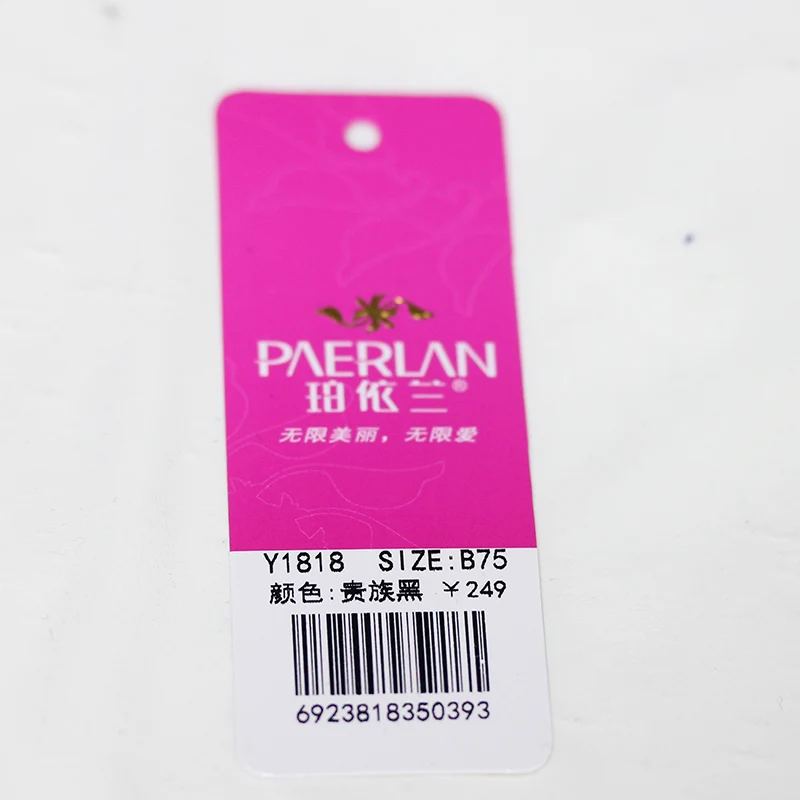 PAERLAN
珀依兰®
无限美丽，无限爱
Y1818 SIZE:B75
颜色:贵族黑 ￥249
6923818350393